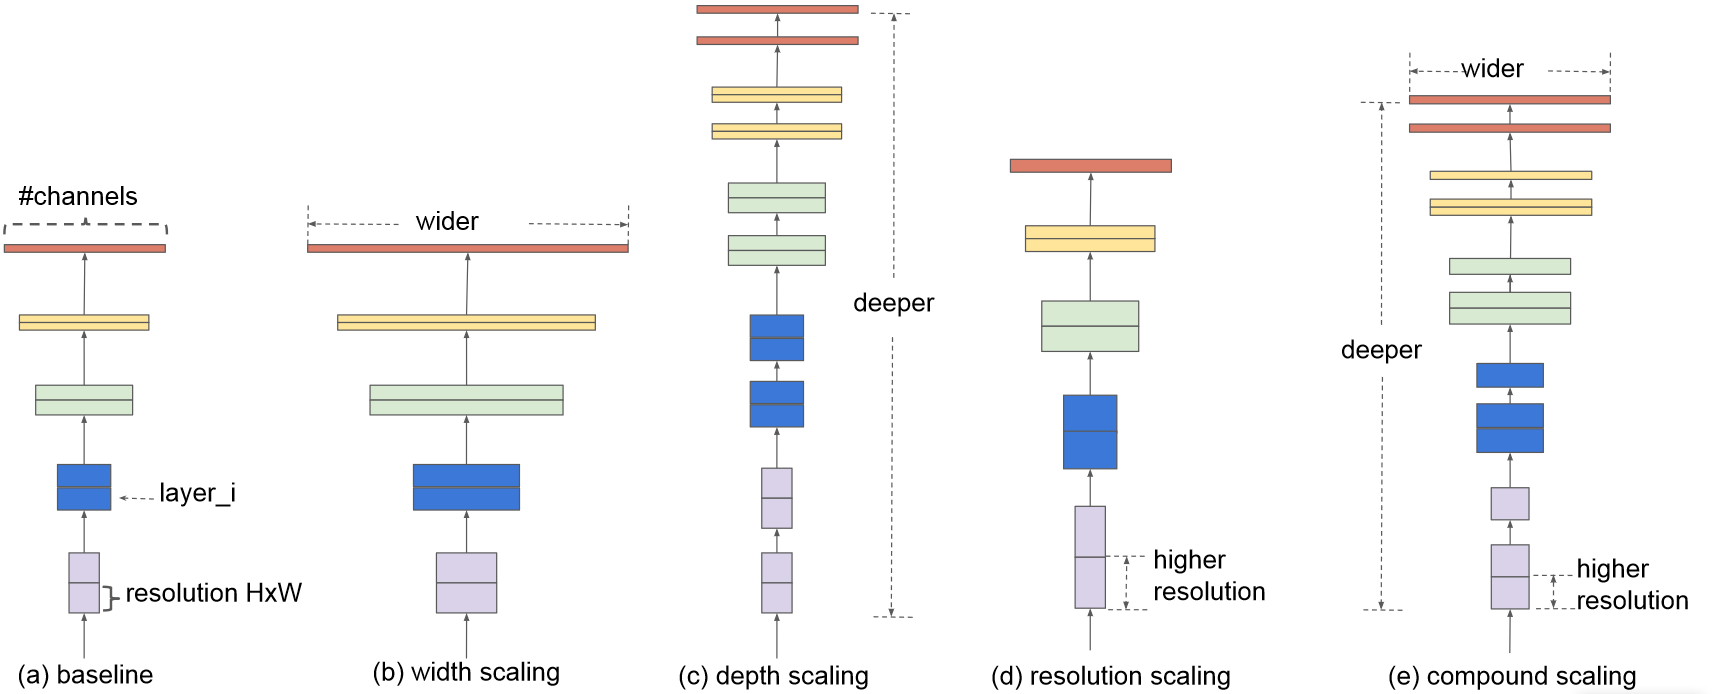 #channels
layer_i
resolution HxW
(a) baseline
wider
(b) width scaling
deeper
(c) depth scaling
higher
resolution
(d) resolution scaling
wider
deeper
higher
resolution
(e) compound scaling